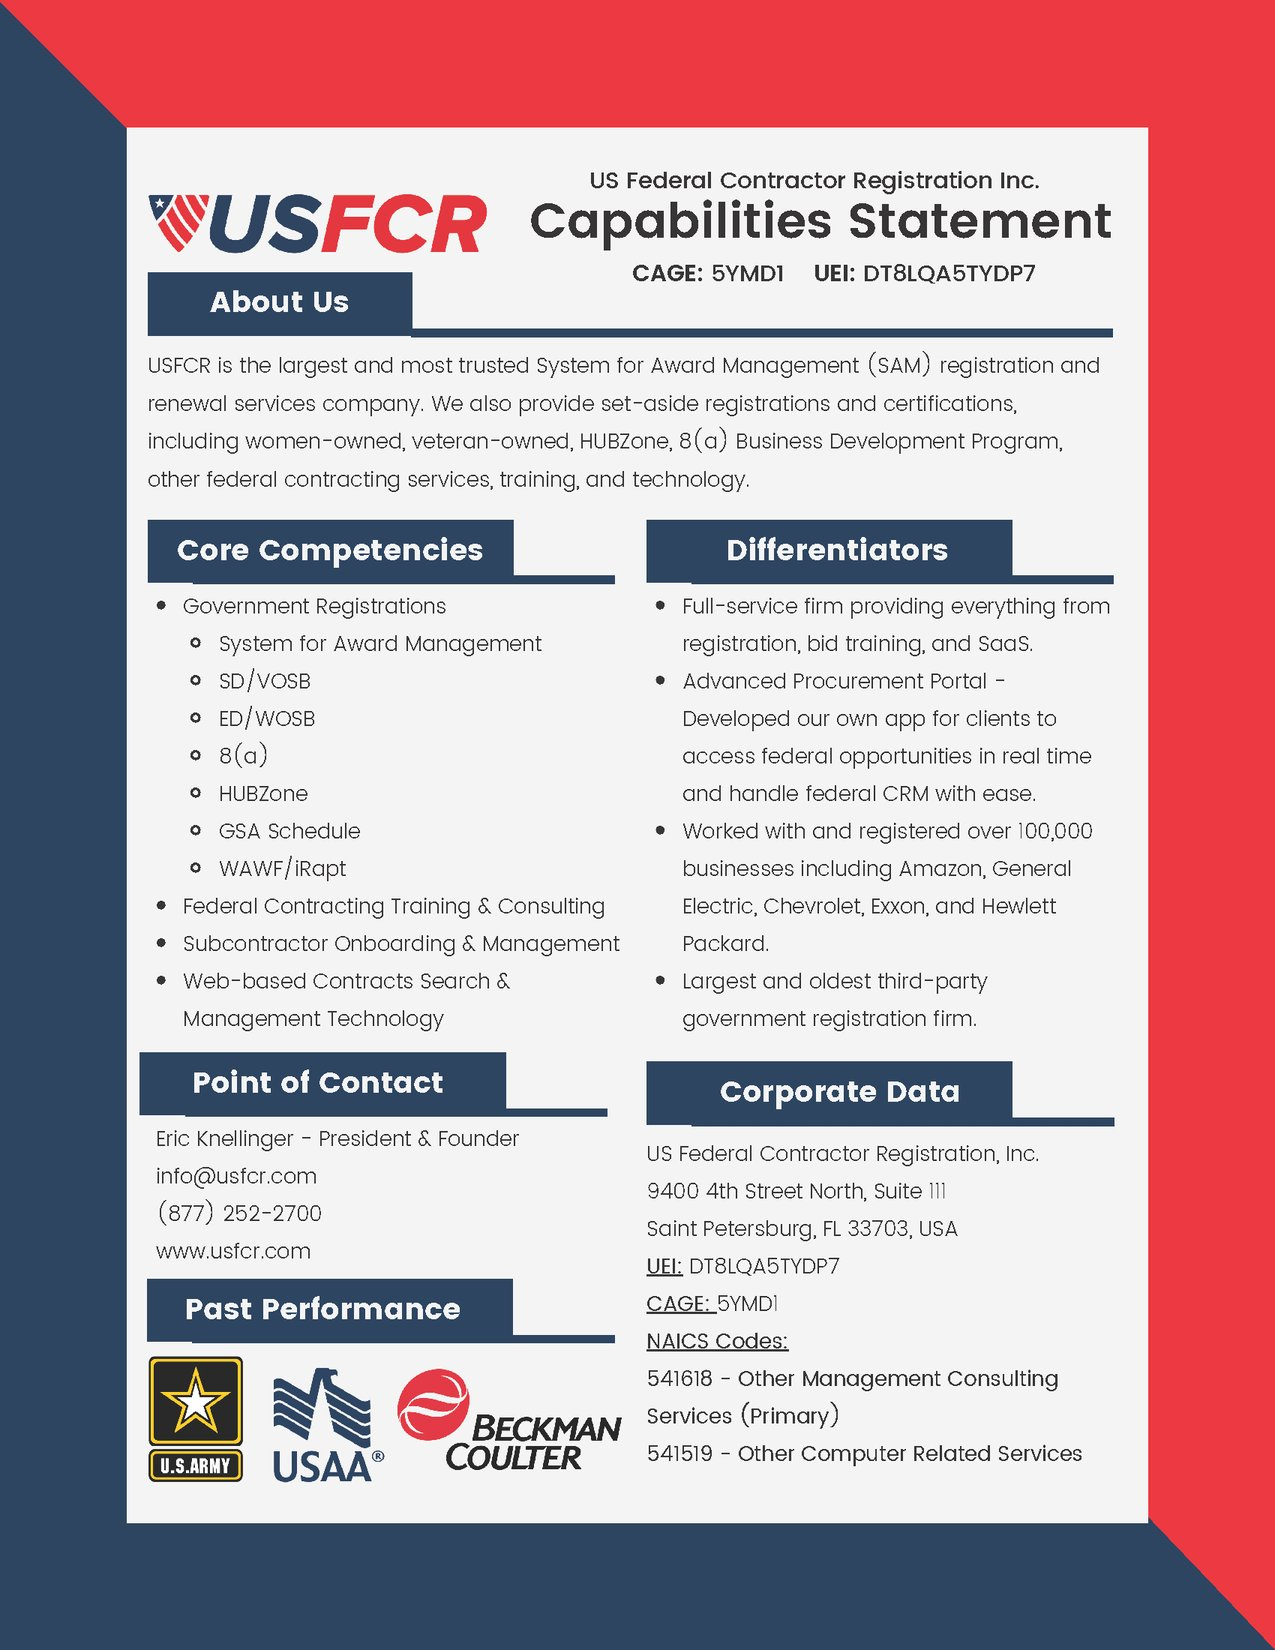 USFCR
US Federal Contractor Registration Inc.
Capabilities Statement
CAGE: 5YMD1 UEI: DT8LQA5TYDP7
About Us
USFCR is the largest and most trusted System for Award Management (SAM) registration and
renewal services company. We also provide set-aside registrations and certifications,
including women-owned, veteran-owned, HUBZone, 8(a) Business Development Program,
other federal contracting services, training, and technology.
Core Competencies
• Government Registrations
◦ System for Award Management
◦ SD/VOSB
◦ ED/WOSB
◦ 8(a)
◦ HUBZone
◦ GSA Schedule
◦ WAWF/iRapt
• Federal Contracting Training & Consulting
• Subcontractor Onboarding & Management
• Web-based Contracts Search &
Management Technology
Differentiators
• Full-service firm providing everything from
registration, bid training, and SaaS.
• Advanced Procurement Portal -
Developed our own app for clients to
access federal opportunities in real time
and handle federal CRM with ease.
• Worked with and registered over 100,000
businesses including Amazon, General
Electric, Chevrolet, Exxon, and Hewlett
Packard.
• Largest and oldest third-party
government registration firm.
Point of Contact
Eric Knellinger - President & Founder
info@usfcr.com
(877) 252-2700
www.usfcr.com
Past Performance
U.S.ARMY
USAA®
BECKMAN
COULTER
Corporate Data
US Federal Contractor Registration, Inc.
9400 4th Street North, Suite 111
Saint Petersburg, FL 33703, USA
UEI: DT8LQA5TYDP7
CAGE: 5YMD1
NAICS Codes:
541618 - Other Management Consulting
Services (Primary)
541519 - Other Computer Related Services